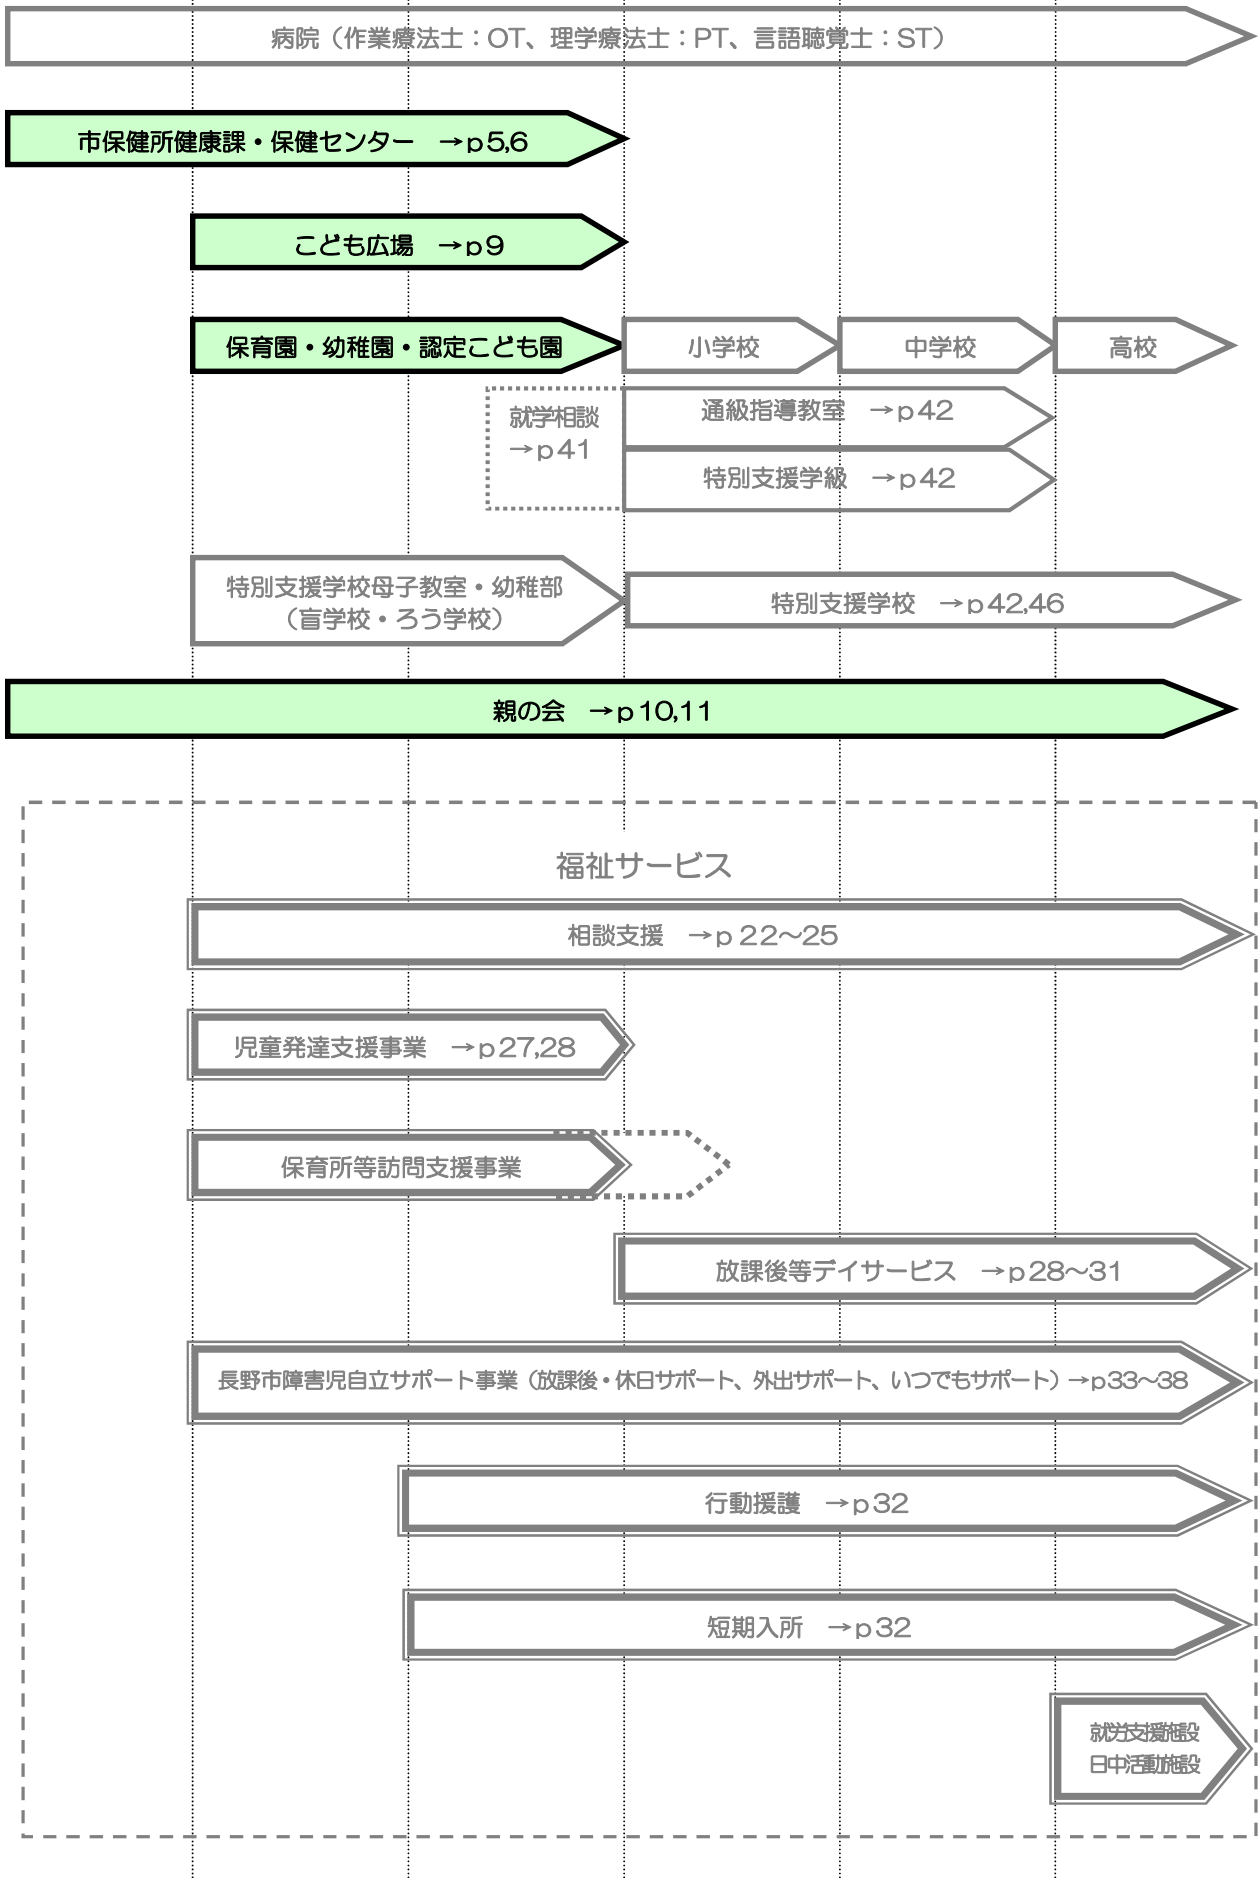 病院（作業療法士：OT、理学療法士：PT、言語聴覚士：ST）
市保健所健康課・保健センター　→p5,6
こども広場　→p9
保育園・幼稚園・認定こども園
小学校
中学校
高校
就学相談
→p41
通級指導教室　→p42
特別支援学級　→p42
特別支援学校母子教室・幼稚部
（盲学校・ろう学校）
特別支援学校　→p42,46
親の会　→p10,11
福祉サービス
相談支援　→p 22～25
児童発達支援事業　→p27,28
保育所等訪問支援事業
放課後等デイサービス　→p28～31
長野市障害児自立サポート事業（放課後・休日サポート、外出サポート、いつでもサポート）→p33～38
行動援護　→p32
短期入所　→p32
就労支援施設
日中活動施設